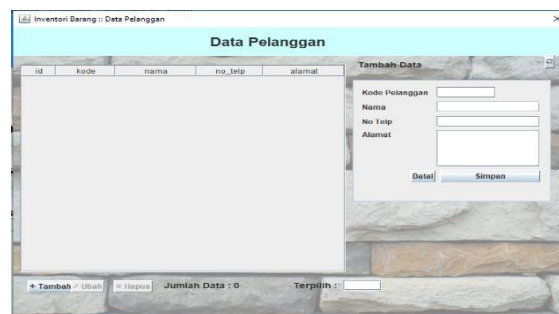 Inventori Barang :: Data Pelanggan
Data Pelanggan
id kode nama no_telp alamat
Tambah Data
Kode Pelanggan
Nama
No Telp
Alamat
Batal Simpan
+ Tambah Ubah Hapus Jumlah Data : 0 Terpilih :